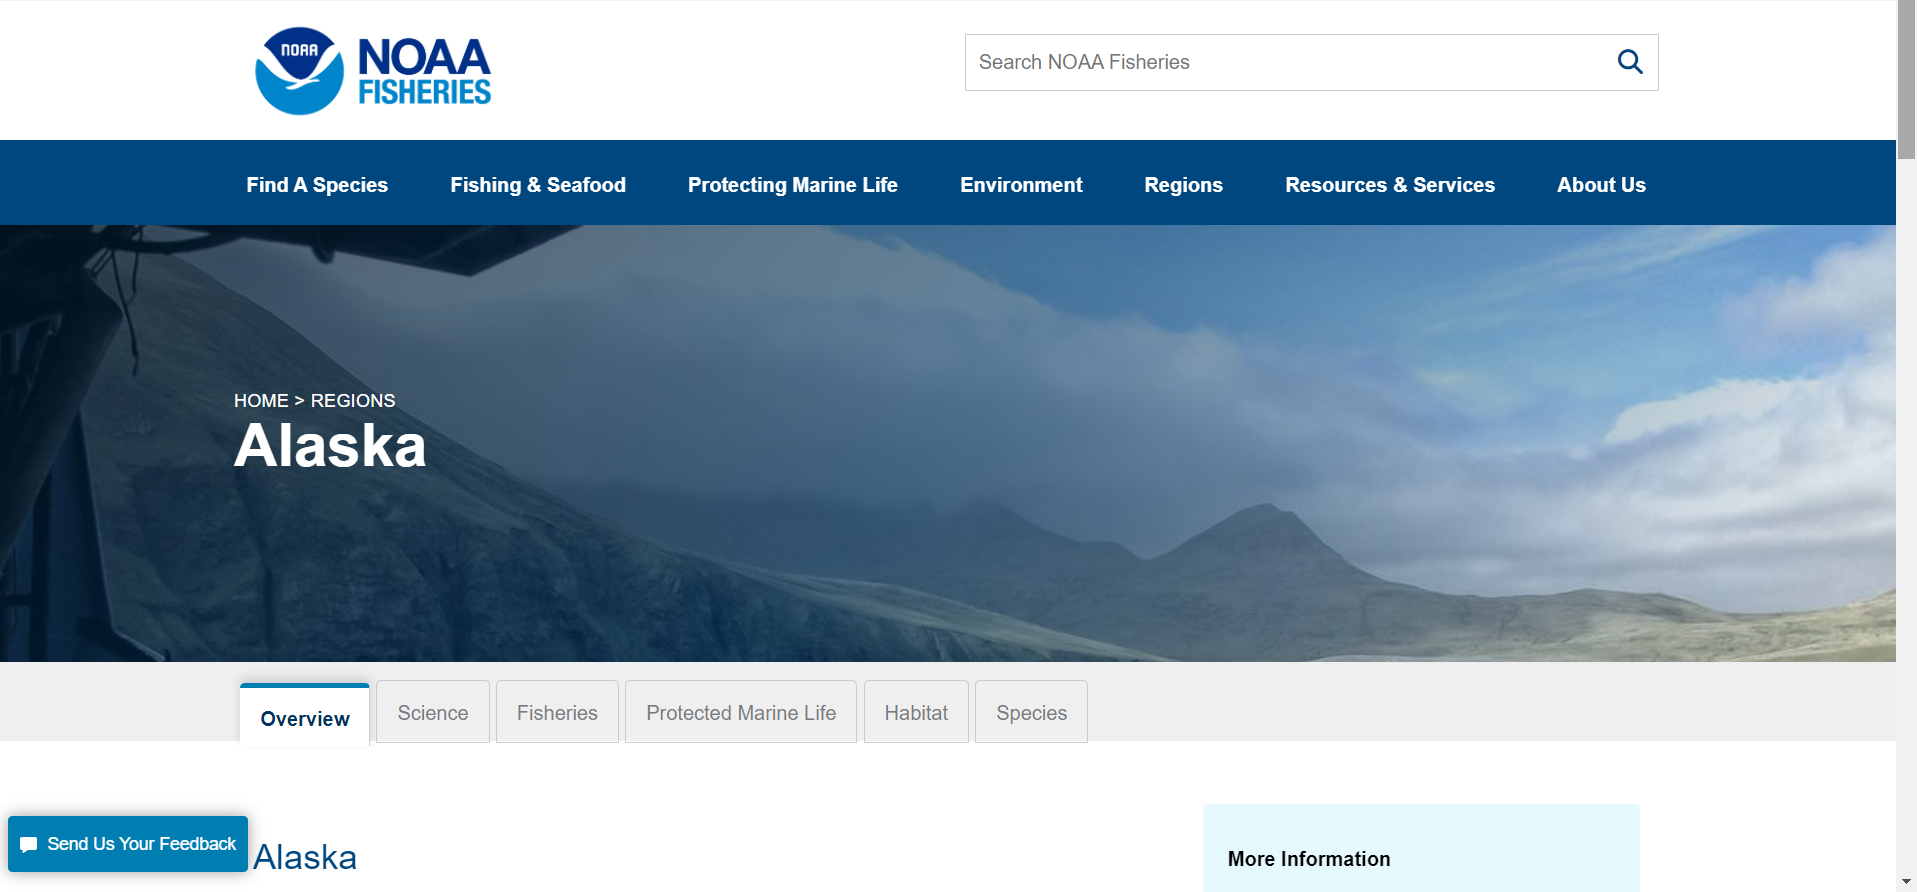 NOAA
NOAA
FISHERIES
Search NOAA Fisheries
Find A Species
Fishing & Seafood
Protecting Marine Life
Environment
Regions
Resources & Services
About Us
HOME > REGIONS
Alaska
Overview
Science
Fisheries
Protected Marine Life
Habitat
Species
Send Us Your Feedback
Alaska
More Information